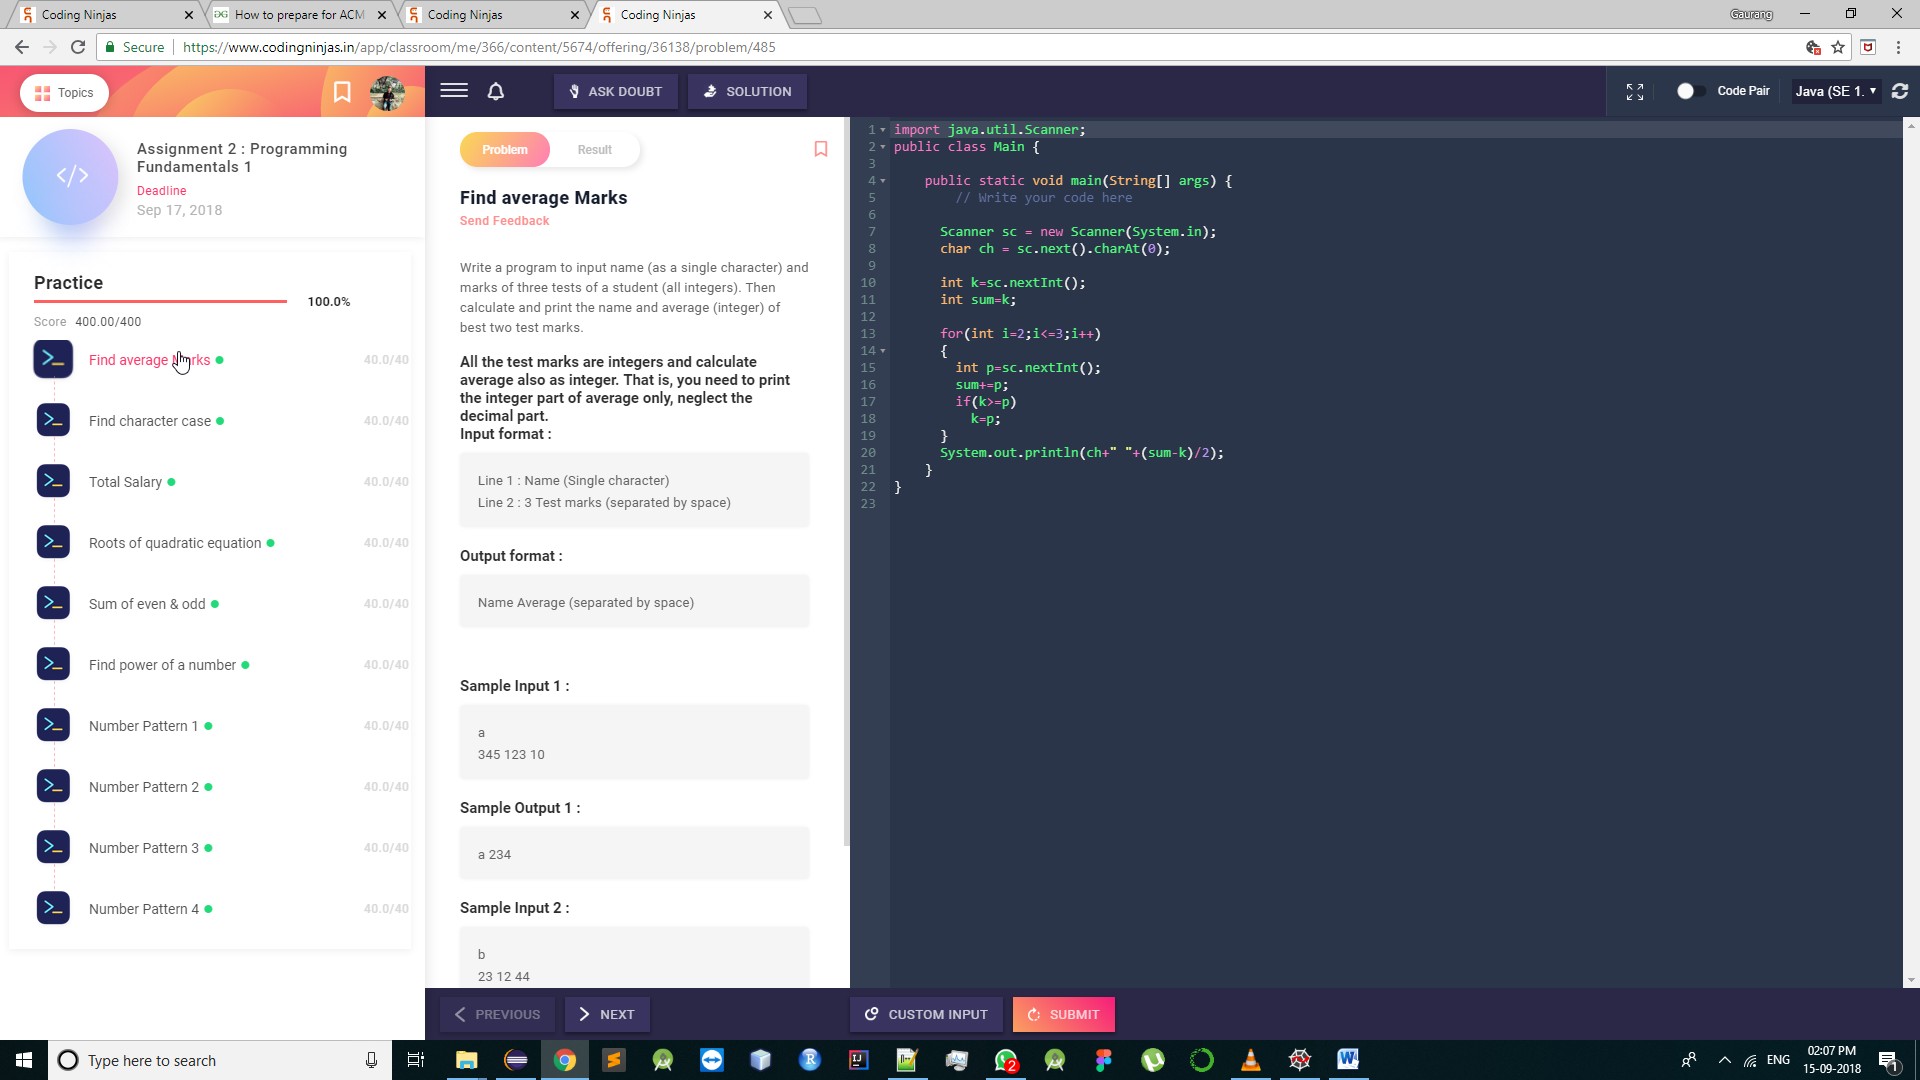 Coding Ninjas
How to prepare for ACM
Coding Ninjas
Coding Ninjas
Gaurang
Secure
https://www.codingninjas.in/app/classroom/me/366/content/5674/offering/36138/problem/485
Topics
ASK DOUBT
SOLUTION
Code Pair
Java (SE 1.
</>
Assignment 2 : Programming
Fundamentals 1
Deadline
Sep 17, 2018
Practice
100.0%
Score 400.00/400
Find average Marks 40.0/40
Find character case 40.0/40
Total Salary 40.0/40
Roots of quadratic equation 40.0/40
Sum of even & odd 40.0/40
Find power of a number 40.0/40
Number Pattern 1 40.0/40
Number Pattern 2 40.0/40
Number Pattern 3 40.0/40
Number Pattern 4 40.0/40
Problem
Result
Find average Marks
Send Feedback
Write a program to input name (as a single character) and
marks of three tests of a student (all integers). Then
calculate and print the name and average (integer) of
best two test marks.
All the test marks are integers and calculate
average also as integer. That is, you need to print
the integer part of average only, neglect the
decimal part.
Input format :
Line 1 : Name (Single character)
Line 2 : 3 Test marks (separated by space)
Output format :
Name Average (separated by space)
Sample Input 1 :
a
345 123 10
Sample Output 1 :
a 234
Sample Input 2 :
b
23 12 44
1 import java.util.Scanner;
2 public class Main {
3
4 public static void main(String[] args) {
5 // Write your code here
6
7 Scanner sc = new Scanner(System.in);
8 char ch = sc.next().charAt(0);
9
10 int k=sc.nextInt();
11 int sum=k;
12
13 for(int i=2;i<=3;i++)
14 {
15 int p=sc.nextInt();
16 sum+=p;
17 if(k>=p)
18 k=p;
19 }
20 System.out.println(ch+" "+(sum-k)/2);
21 }
22 }
23
PREVIOUS
NEXT
CUSTOM INPUT
SUBMIT
Type here to search
2
ENG
02:07 PM
15-09-2018
1